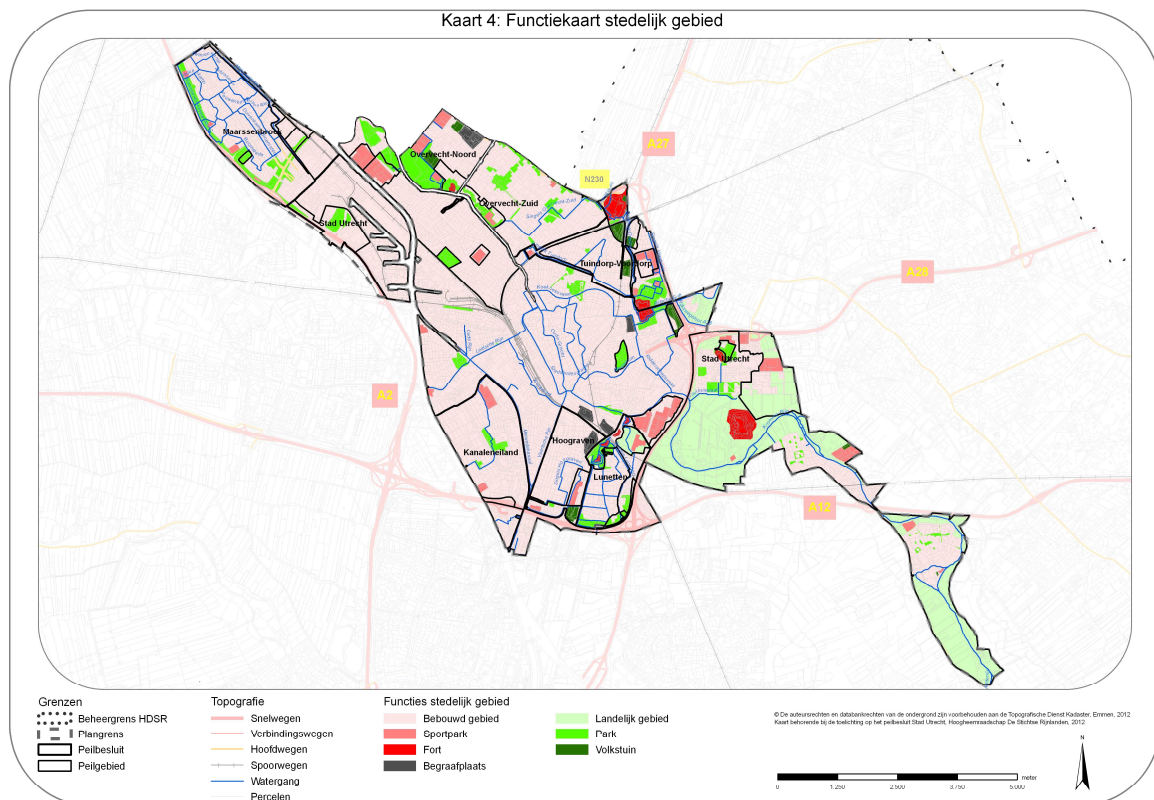 Kaart 4: Functiekaart stedelijk gebied
Maarssenbroek
Overvecht-Noord
A27
N230
Overvecht-Zuid
Stad Utrecht
Tuindorp-Voordorp
A28
Stad Utrecht
A2
Hoograven
Kanaleneiland
Lunetten
A12
Grenzen
Beheergrens HDSR
Plangrens
Peilbesluit
Peilgebied
Topografie
Snelwegen
Verbindingswegen
Hoofdwegen
Spoorwegen
Watergang
Percelen
Functies stedelijk gebied
Bebouwd gebied
Sportpark
Fort
Begraafplaats
Landelijk gebied
Park
Volkstuin
© De auteursrechten en databankrechten van de ondergrond zijn voorbehouden aan de Topografische Dienst Kadaster, Emmen, 2012
Kaart behorende bij de toelichting op het peilbesluit Stad Utrecht, Hoogheemraadschap De Stichtse Rijnlanden, 2012
N
meter
0 1.250 2.500 3.750 5.000